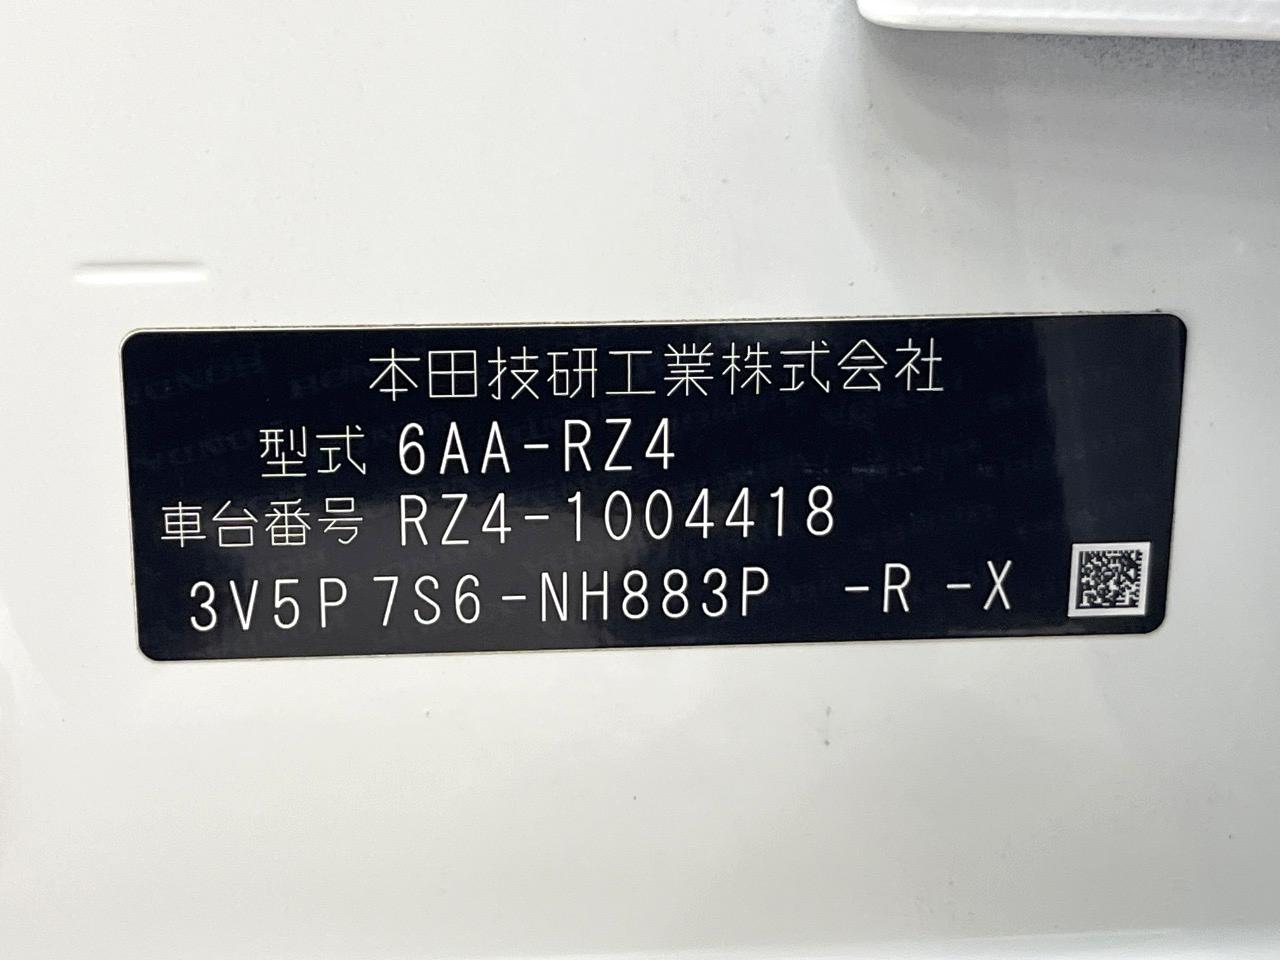 本田技研工業株式会社
型式 6AA-RZ4
車台番号 RZ4-1004418
3V5P 7S6-NH883P -R -X